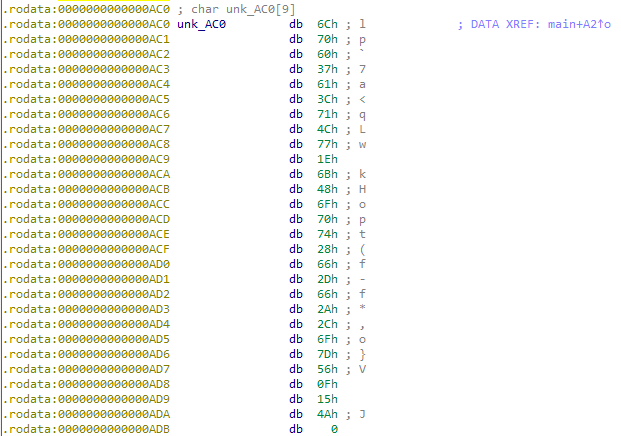 .rodata:0000000000000AC0 ; char unk_AC0[9]
.rodata:0000000000000AC0 unk_AC0 db 6Ch ; l ; DATA XREF: main+A2↑o
.rodata:0000000000000AC1 db 70h ; p
.rodata:0000000000000AC2 db 60h ; `
.rodata:0000000000000AC3 db 37h ; 7
.rodata:0000000000000AC4 db 61h ; a
.rodata:0000000000000AC5 db 3Ch ; <
.rodata:0000000000000AC6 db 71h ; q
.rodata:0000000000000AC7 db 4Ch ; L
.rodata:0000000000000AC8 db 77h ; w
.rodata:0000000000000AC9 db 1Eh
.rodata:0000000000000ACA db 6Bh ; k
.rodata:0000000000000ACB db 48h ; H
.rodata:0000000000000ACC db 6Fh ; o
.rodata:0000000000000ACD db 70h ; p
.rodata:0000000000000ACE db 74h ; t
.rodata:0000000000000ACF db 28h ; (
.rodata:0000000000000AD0 db 66h ; f
.rodata:0000000000000AD1 db 2Dh ; -
.rodata:0000000000000AD2 db 66h ; f
.rodata:0000000000000AD3 db 2Ah ; *
.rodata:0000000000000AD4 db 2Ch ; ,
.rodata:0000000000000AD5 db 6Fh ; o
.rodata:0000000000000AD6 db 7Dh ; }
.rodata:0000000000000AD7 db 56h ; V
.rodata:0000000000000AD8 db 0Fh
.rodata:0000000000000AD9 db 15h
.rodata:0000000000000ADA db 4Ah ; J
.rodata:0000000000000ADB db 0